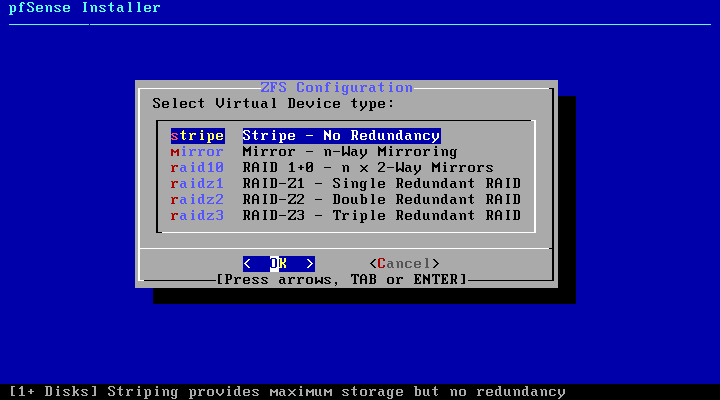 pfSense Installer
ZFS Configuration
Select Virtual Device type:
stripe Stripe - No Redundancy
mirror Mirror - n-Way Mirroring
raid10 RAID 1+0 - n x 2-Way Mirrors
raidz1 RAID-Z1 - Single Redundant RAID
raidz2 RAID-Z2 - Double Redundant RAID
raidz3 RAID-Z3 - Triple Redundant RAID
< OK > <Cancel>
[Press arrows, TAB or ENTER]
[1+ Disks] Striping provides maximum storage but no redundancy